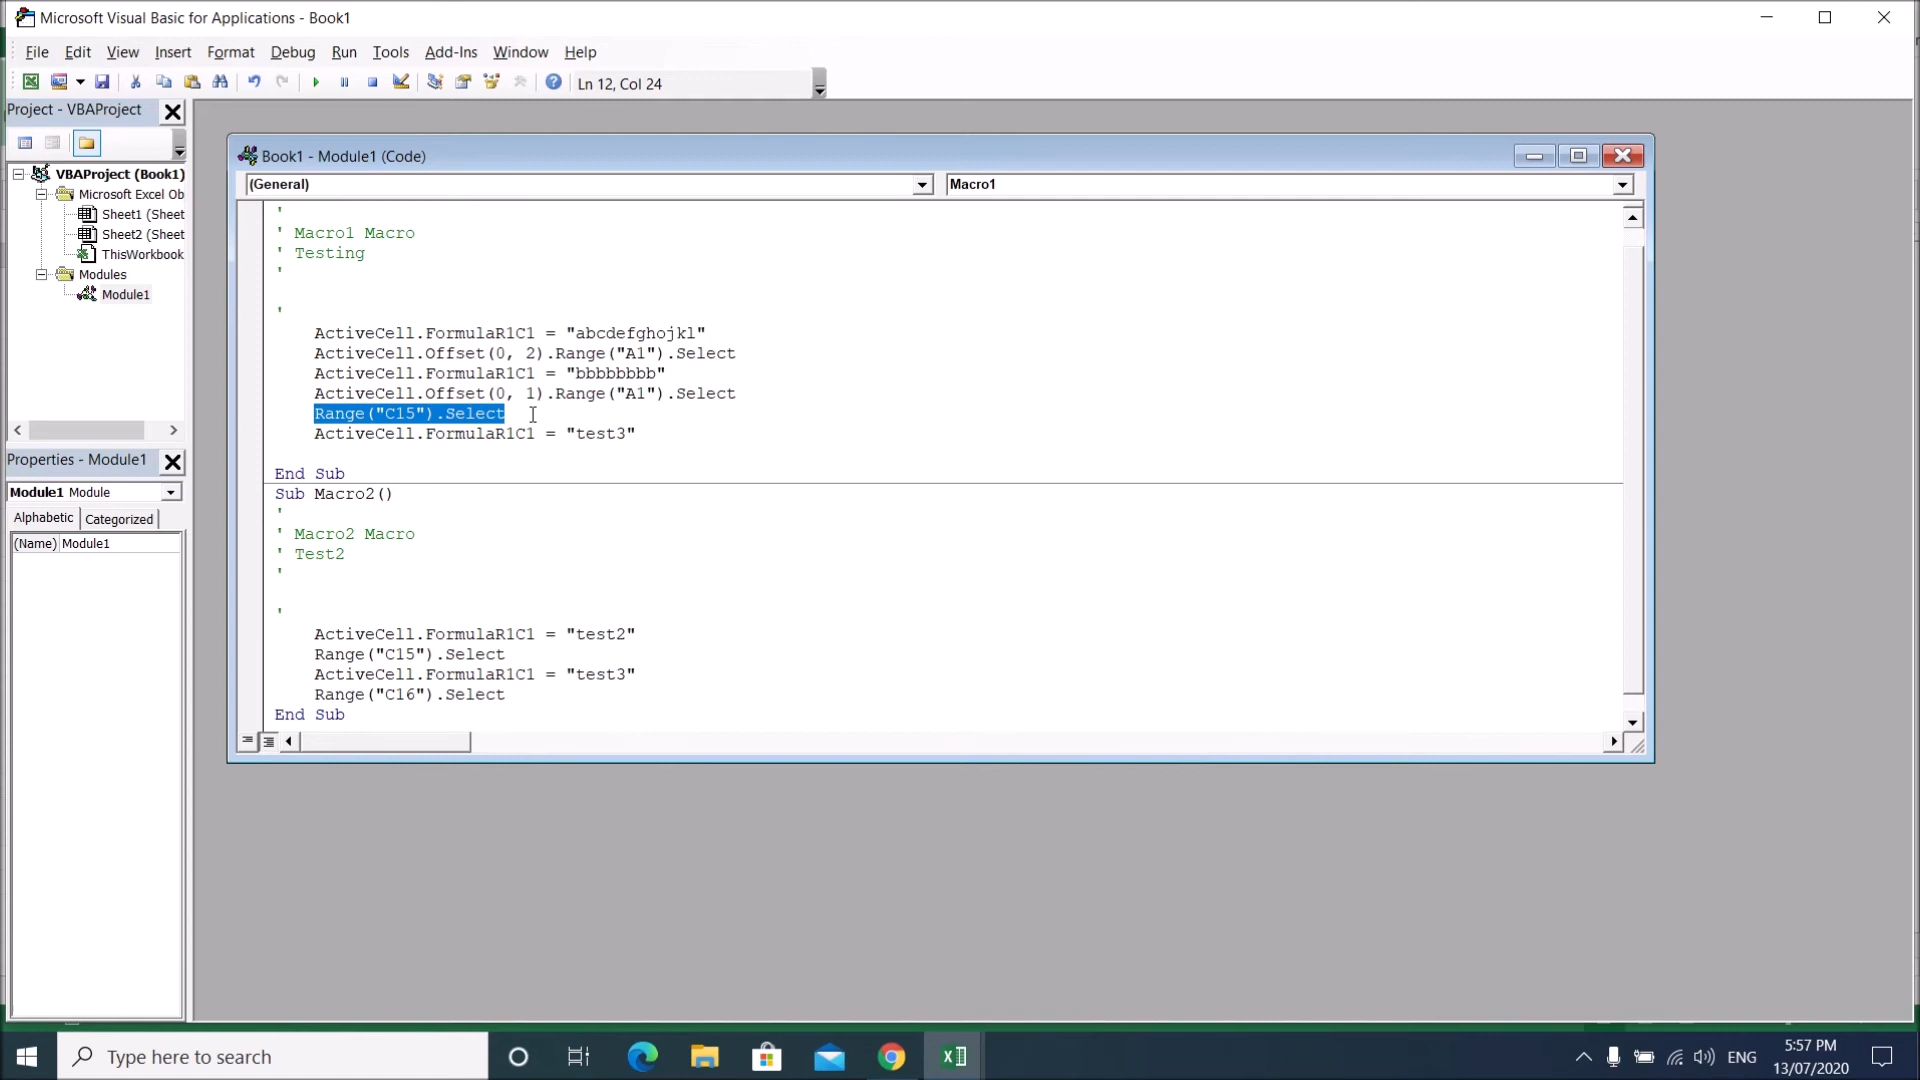 Microsoft Visual Basic for Applications - Book1
File Edit View Insert Format Debug Run Tools Add-Ins Window Help
Ln 12, Col 24
Project - VBAProject
VBAProject (Book1)
Microsoft Excel Ob
Sheet1 (Sheet
Sheet2 (Sheet
ThisWorkbook
Modules
Module1
Properties - Module1
Module1 Module
Alphabetic Categorized
(Name) Module1
Book1 - Module1 (Code)
(General) Macro1
'
' Macro1 Macro
' Testing
'
'
ActiveCell.FormulaR1C1 = "abcdefghojkl"
ActiveCell.Offset(0, 2).Range("A1").Select
ActiveCell.FormulaR1C1 = "bbbbbbbb"
ActiveCell.Offset(0, 1).Range("A1").Select
Range("C15").Select
ActiveCell.FormulaR1C1 = "test3"
End Sub
Sub Macro2()
'
' Macro2 Macro
' Test2
'
'
ActiveCell.FormulaR1C1 = "test2"
Range("C15").Select
ActiveCell.FormulaR1C1 = "test3"
Range("C16").Select
End Sub
Type here to search
ENG
5:57 PM
13/07/2020